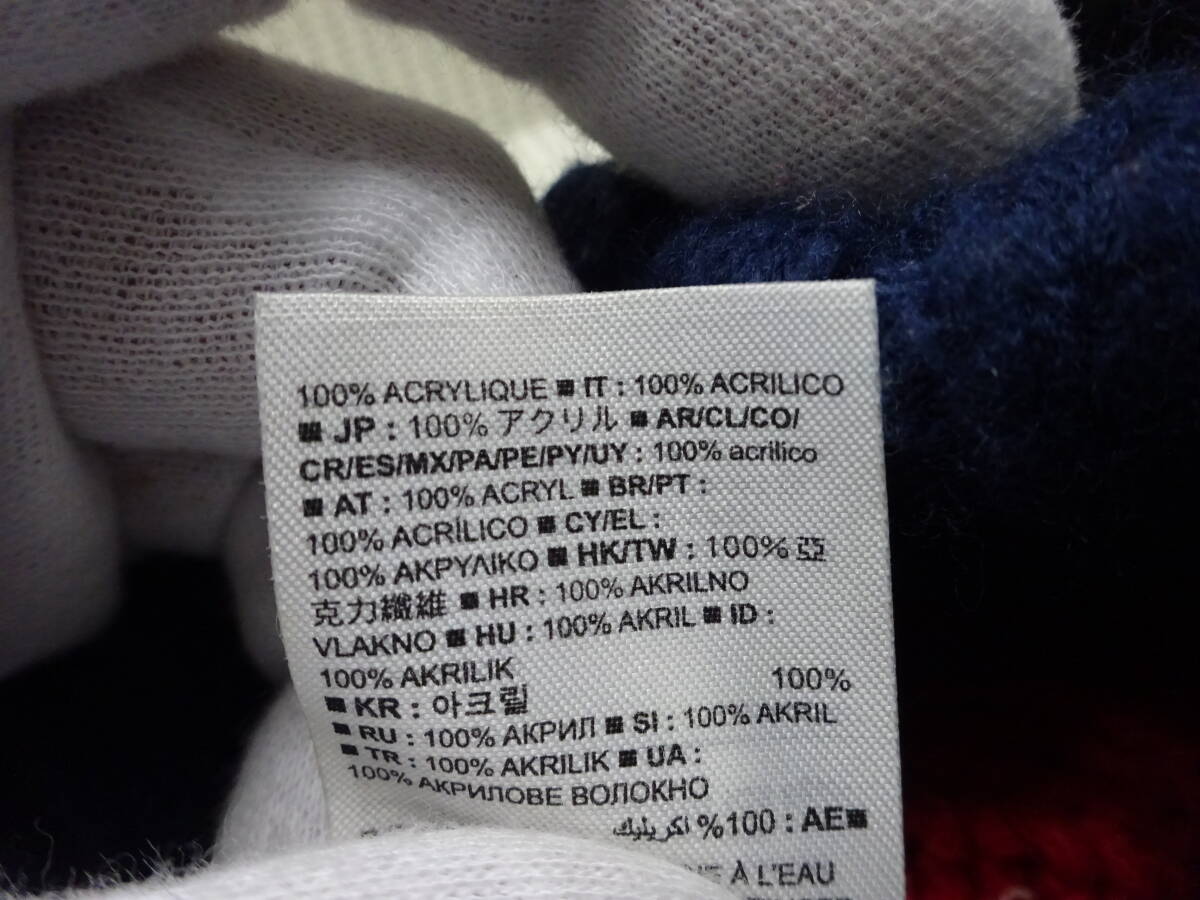 100% ACRYLIQUE ■ IT : 100% ACRILICO
■ JP : 100% アクリル ■ AR/CL/CO/
CR/ES/MX/PA/PE/PY/UY : 100% acrilico
■ AT : 100% ACRYL ■ BR/PT :
100% ACRÍLICO ■ CY/EL :
100% ΑΚΡΥΛΙΚΟ ■ HK/TW : 100% 亞
克力纖維 ■ HR : 100% AKRILNO
VLAKNO ■ HU : 100% AKRIL ■ ID :
100% AKRILIK
■ KR : 아크릴 100%
■ RU : 100% АКРИЛ ■ SI : 100% AKRIL
■ TR : 100% AKRILIK ■ UA :
100% АКРИЛОВЕ ВОЛОКНО
■AE : 100% اكريليك
À L'EAU